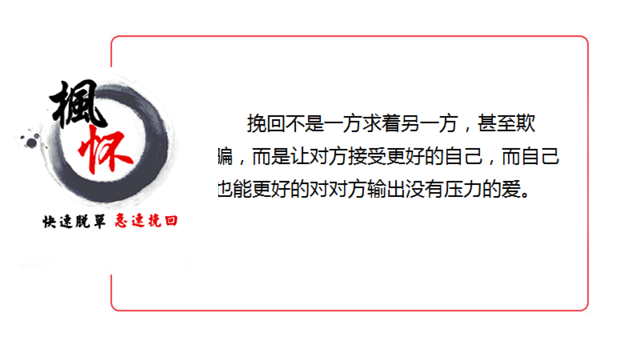 楓
怀
快速脱单 急速挽回
挽回不是一方求着另一方，甚至欺
骗，而是让对方接受更好的自己，而自己
也能更好的对对方输出没有压力的爱。